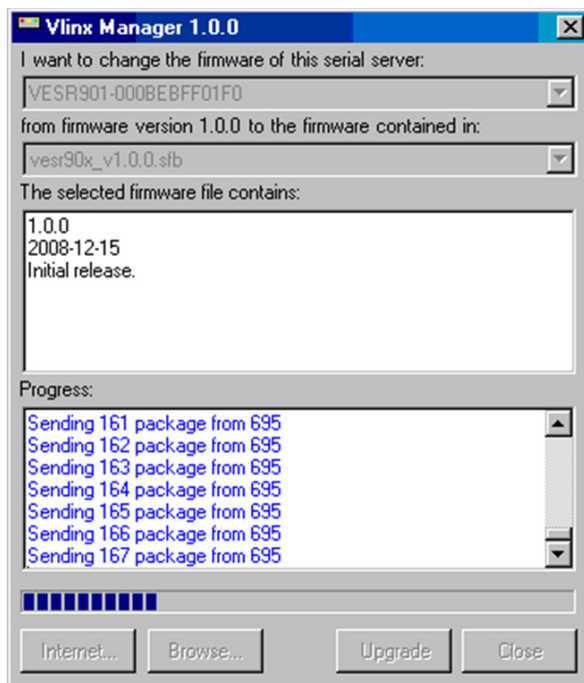 Vlinx Manager 1.0.0
I want to change the firmware of this serial server:
VESR901-000BEBFF01F0
from firmware version 1.0.0 to the firmware contained in:
vesr90x_v1.0.0.sfb
The selected firmware file contains:
1.0.0
2008-12-15
Initial release.
Progress:
Sending 161 package from 695
Sending 162 package from 695
Sending 163 package from 695
Sending 164 package from 695
Sending 165 package from 695
Sending 166 package from 695
Sending 167 package from 695
Internet... Browse... Upgrade Close